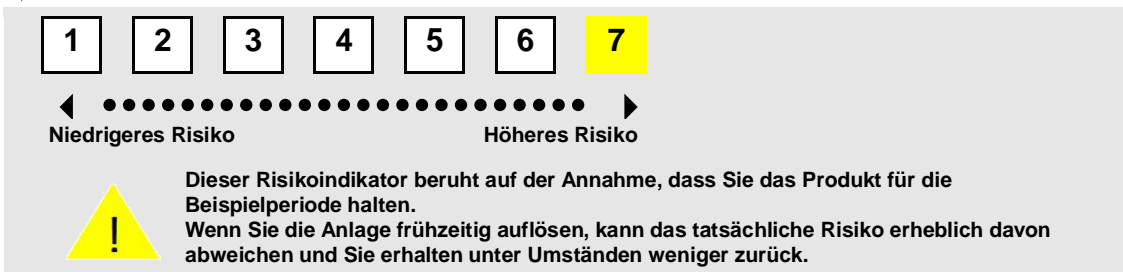 1 2 3 4 5 6 7
Niedrigeres Risiko Höheres Risiko
Dieser Risikoindikator beruht auf der Annahme, dass Sie das Produkt für die
Beispielperiode halten.
Wenn Sie die Anlage frühzeitig auflösen, kann das tatsächliche Risiko erheblich davon
abweichen und Sie erhalten unter Umständen weniger zurück.
!